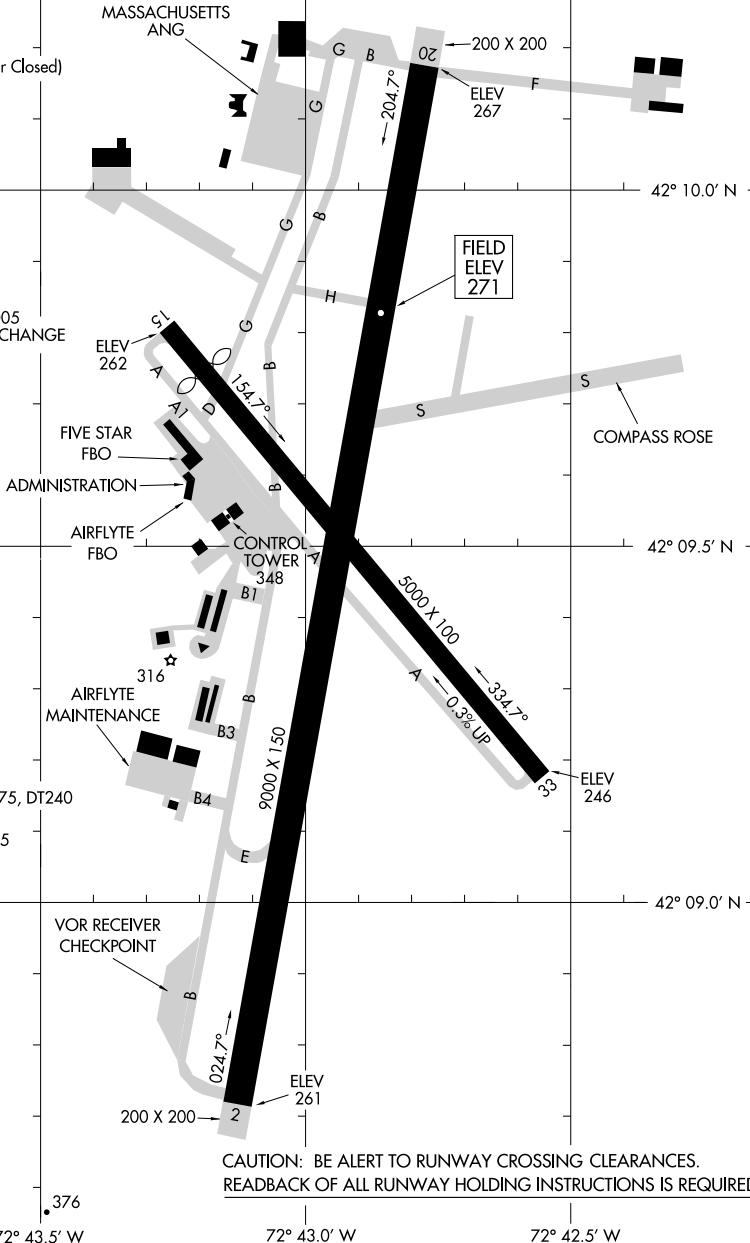 MASSACHUSETTS
ANG
G
B
20
200 X 200
r Closed)
204.7°
ELEV
267
F
G
42° 10.0' N
G
B
FIELD
ELEV
271
H
05
CHANGE
15
ELEV
262
G
A
B
154.7°
A1
D
S
S
COMPASS ROSE
FIVE STAR
FBO
ADMINISTRATION
B
AIRFLYTE
FBO
CONTROL
TOWER
348
A
42° 09.5' N
B1
5000 X 100
316
A
334.7°
0.3% UP
AIRFLYTE
MAINTENANCE
B
B3
9000 X 150
ELEV
246
33
75, DT240
B4
5
E
42° 09.0' N
VOR RECEIVER
CHECKPOINT
B
024.7°
ELEV
261
200 X 200
2
CAUTION: BE ALERT TO RUNWAY CROSSING CLEARANCES.
READBACK OF ALL RUNWAY HOLDING INSTRUCTIONS IS REQUIRED
376
72° 43.5' W
72° 43.0' W
72° 42.5' W